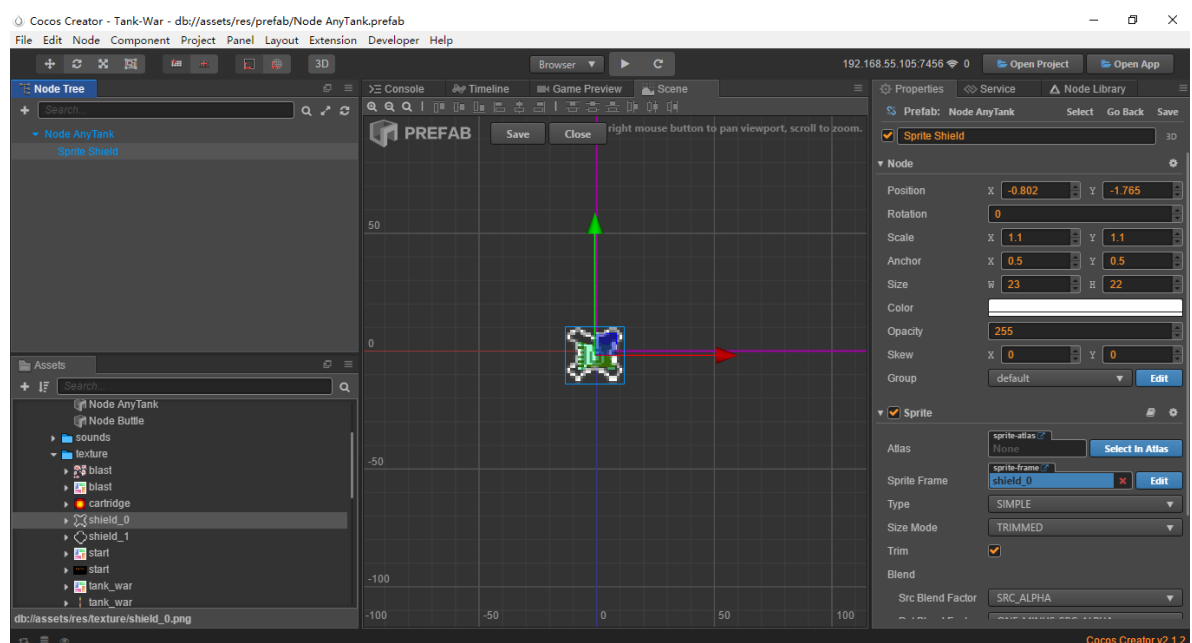 Cocos Creator - Tank-War - db://assets/res/prefab/Node AnyTank.prefab
File Edit Node Component Project Panel Layout Extension Developer Help
3D Browser 192.168.55.105:7456 0 Open Project Open App
Node Tree
Search...
Node AnyTank
Sprite Shield
Console Timeline Game Preview Scene
PREFAB Save Close right mouse button to pan viewport, scroll to zoom.
50
0
-50
-100
-100 -50 0 50 100
Assets
Search...
Node AnyTank
Node Buttle
sounds
texture
blast
blast
cartridge
shield_0
shield_1
start
start
tank_war
tank_war
db://assets/res/texture/shield_0.png
Properties Service Node Library
Prefab: Node AnyTank Select Go Back Save
Sprite Shield 3D
Node
Position X -0.802 Y -1.765
Rotation 0
Scale X 1.1 Y 1.1
Anchor X 0.5 Y 0.5
Size W 23 H 22
Color
Opacity 255
Skew X 0 Y 0
Group default Edit
Sprite
Atlas sprite-atlas None Select In Atlas
Sprite Frame sprite-frame shield_0 Edit
Type SIMPLE
Size Mode TRIMMED
Trim
Blend
Src Blend Factor SRC_ALPHA
Cocos Creator v2.1.2